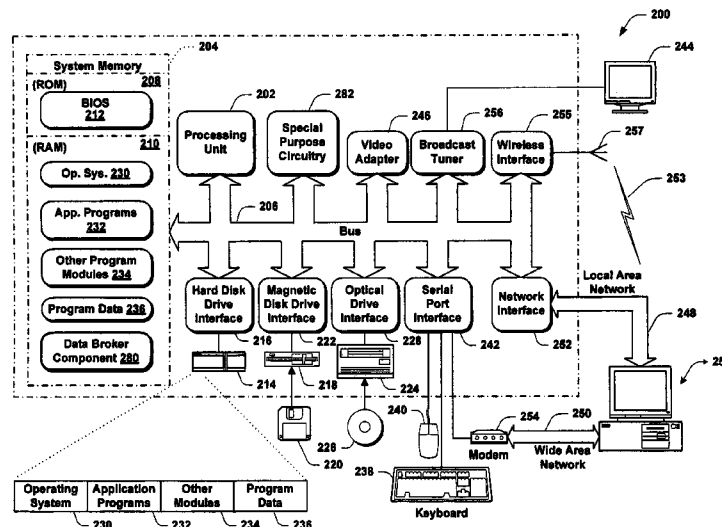 200
204
244
System Memory
(ROM) 208
BIOS
212
202
282
246
256
255
257
Processing
Unit
Special
Purpose
Circuitry
Video
Adapter
Broadcast
Tuner
Wireless
Interface
(RAM) 210
Op. Sys. 230
206
253
App. Programs
232
Bus
Other Program
Modules 234
Program Data 236
Data Broker
Component 280
Hard Disk
Drive
Interface
Magnetic
Disk Drive
Interface
Optical
Drive
Interface
Serial
Port
Interface
Network
Interface
Local Area
Network
216
222
228
242
252
248
214
218
224
220
226
240
254
250
Modem
Wide Area
Network
238
Keyboard
Operating
System
Application
Programs
Other
Modules
Program
Data
230
232
234
236